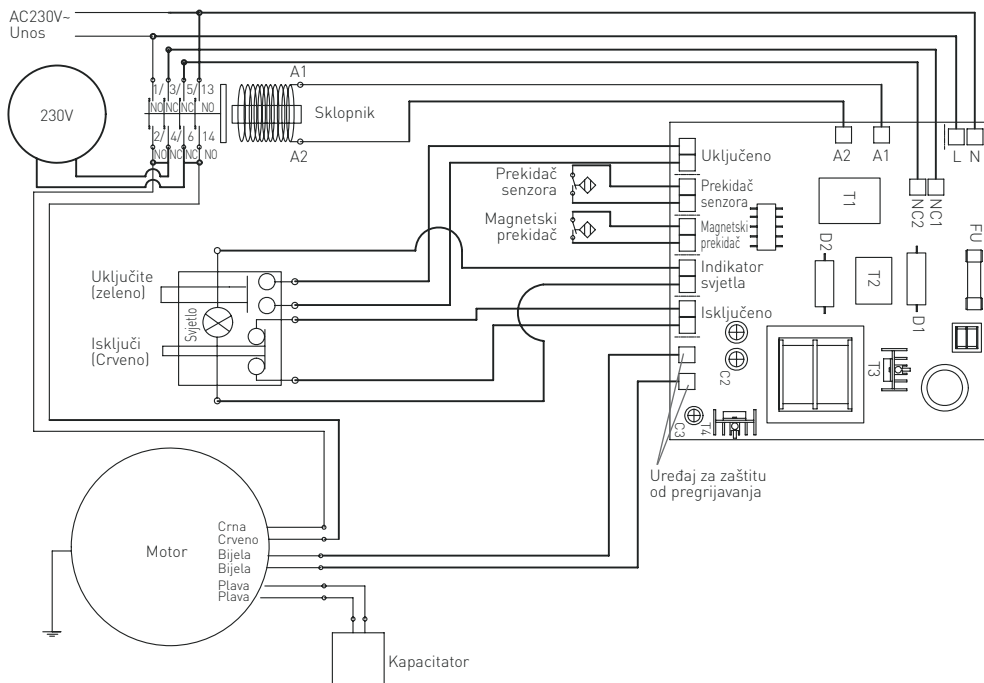 AC230V~
Unos
230V
1/ 3/ 5/ 13
NO NC NC NO
2/ 4/ 6 14
NO NC NC NO
A1
Sklopnik
A2
A2 A1 L N
Uključeno
Prekidač
senzora
Prekidač
senzora
Magnetski
prekidač
Magnetski
prekidač
Indikator
svjetla
Isključeno
T1
NC2 NC1
FU
D2
T2
D1
T3
C2
C3
T4
Uključite
(zeleno)
Svjetlo
Isključi
(Crveno)
Uređaj za zaštitu
od pregrijavanja
Motor
Crna
Crveno
Bijela
Bijela
Plava
Plava
Kapacitator